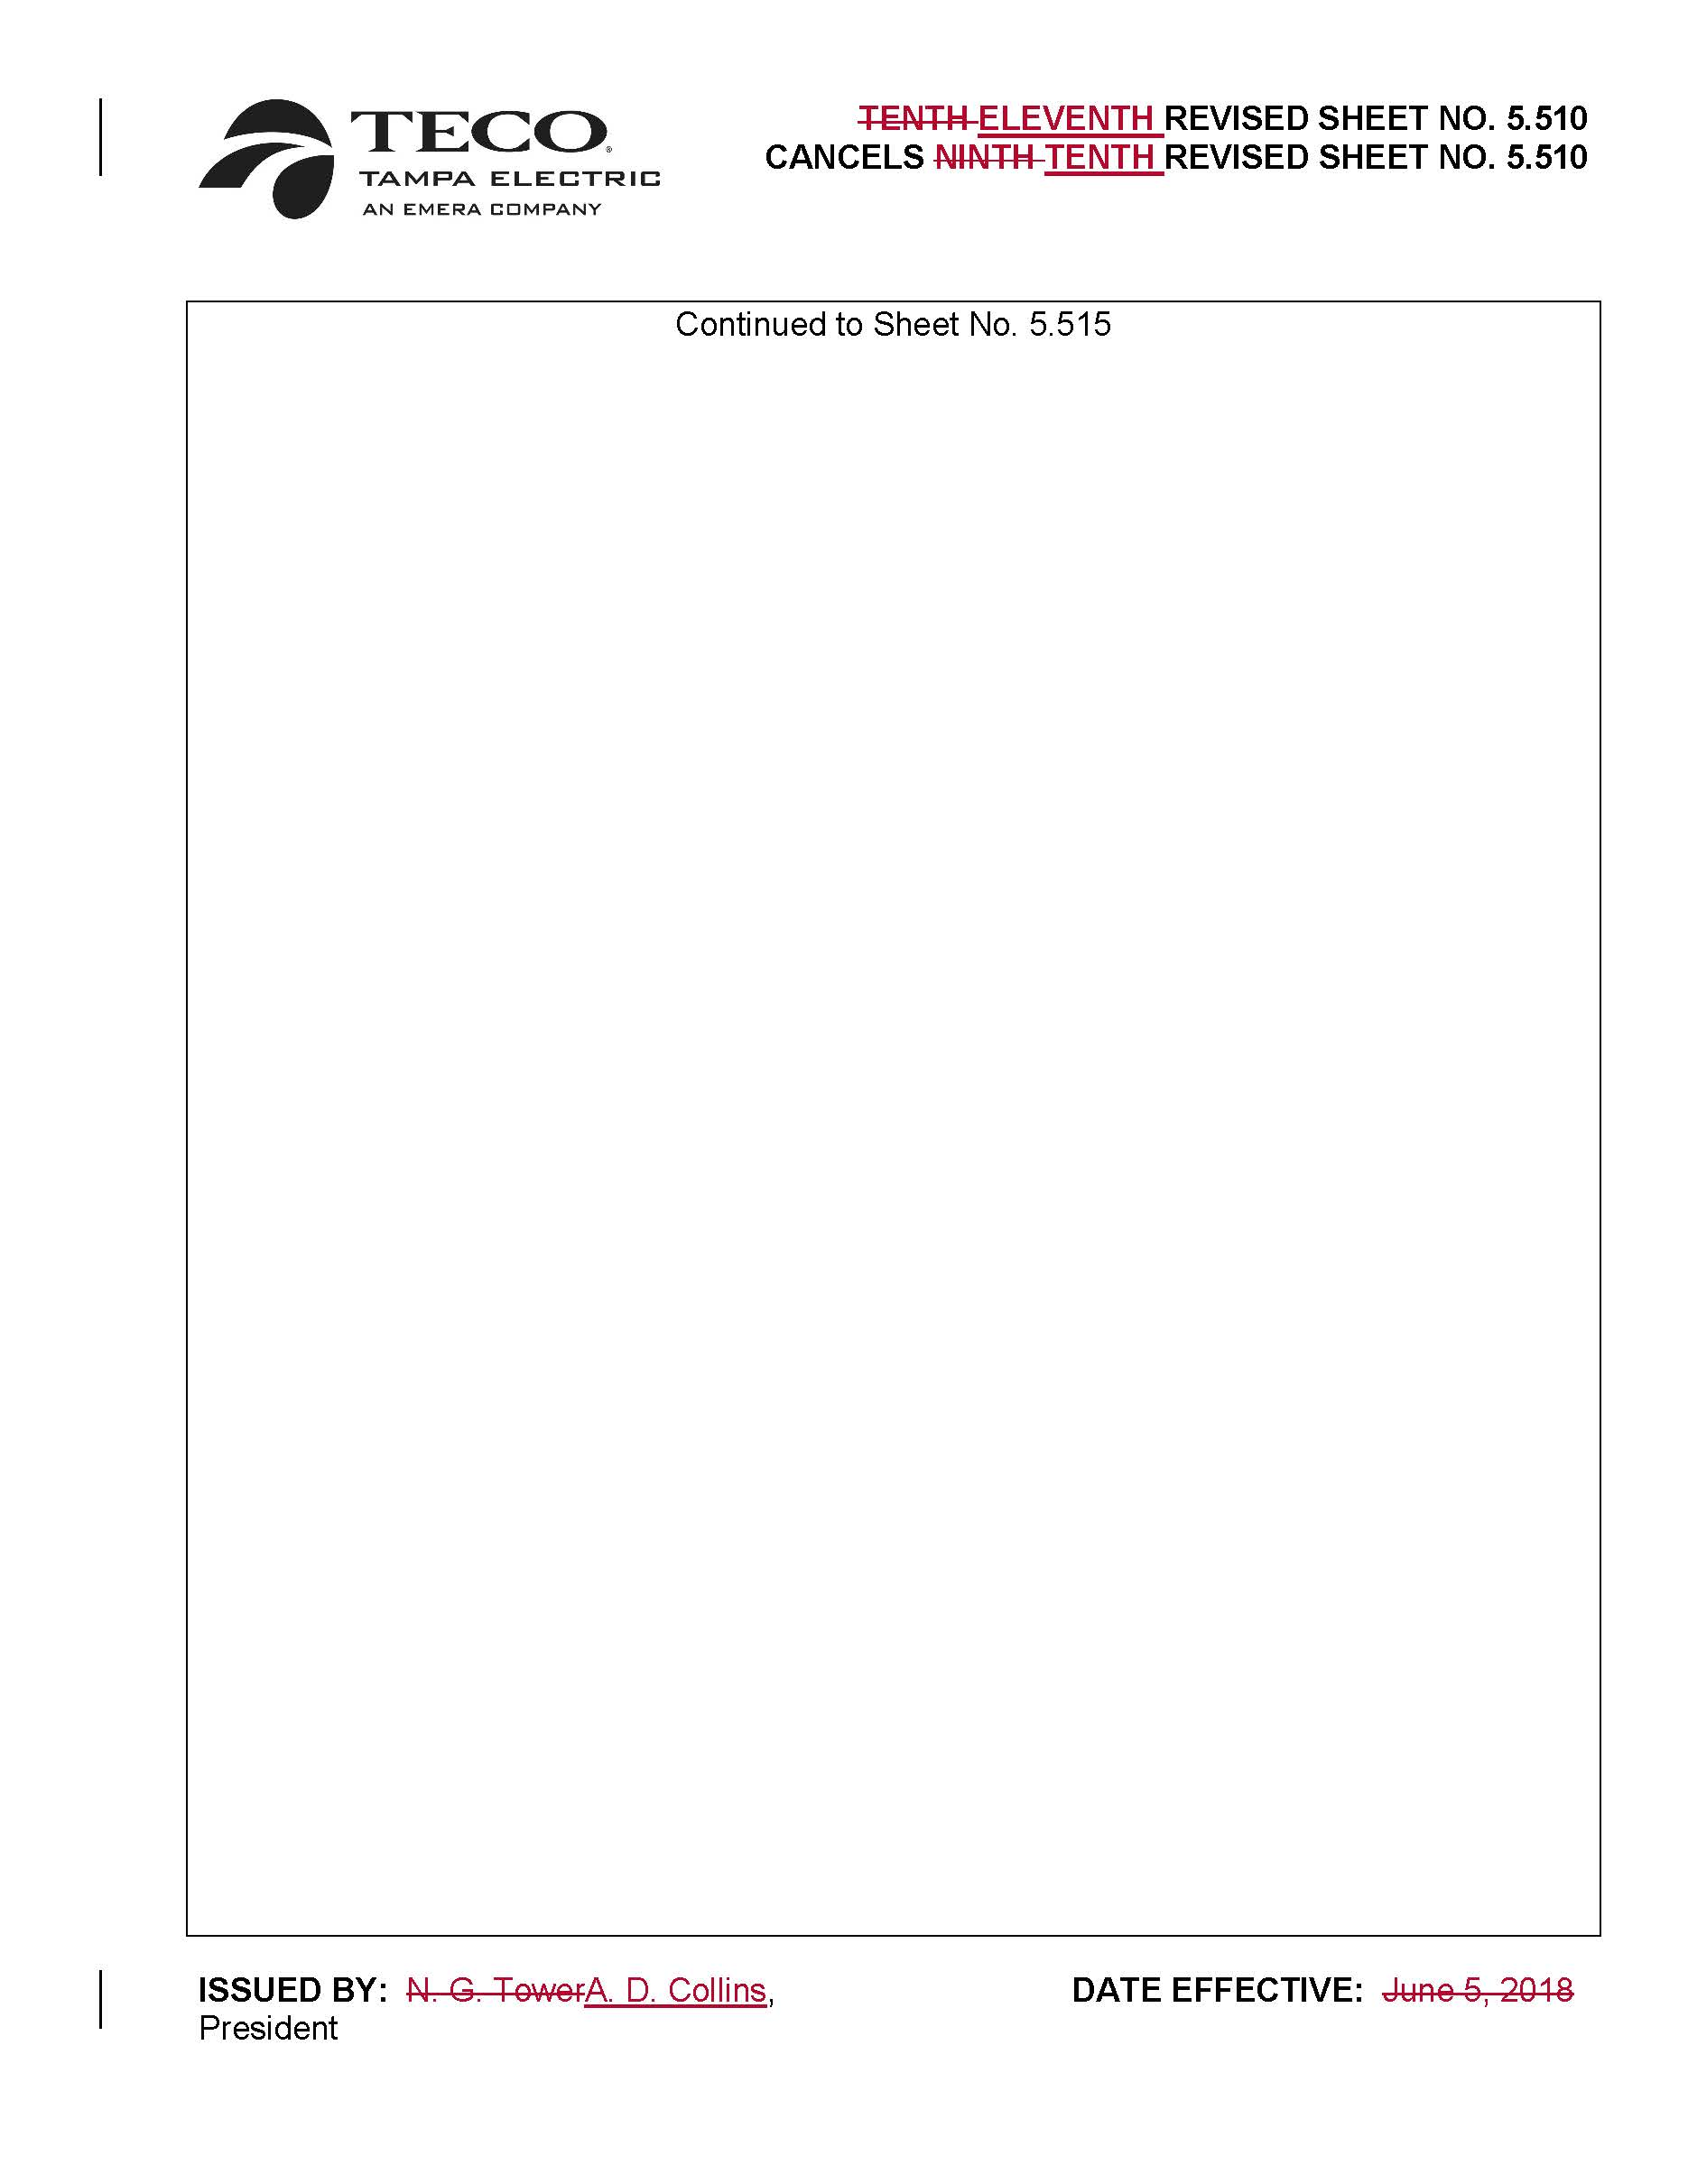 TECO®
TAMPA ELECTRIC
AN EMERA COMPANY
TENTH ELEVENTH REVISED SHEET NO. 5.510
CANCELS NINTH TENTH REVISED SHEET NO. 5.510
Continued to Sheet No. 5.515
ISSUED BY: N. G. TowerA. D. Collins, DATE EFFECTIVE: June 5, 2018
President